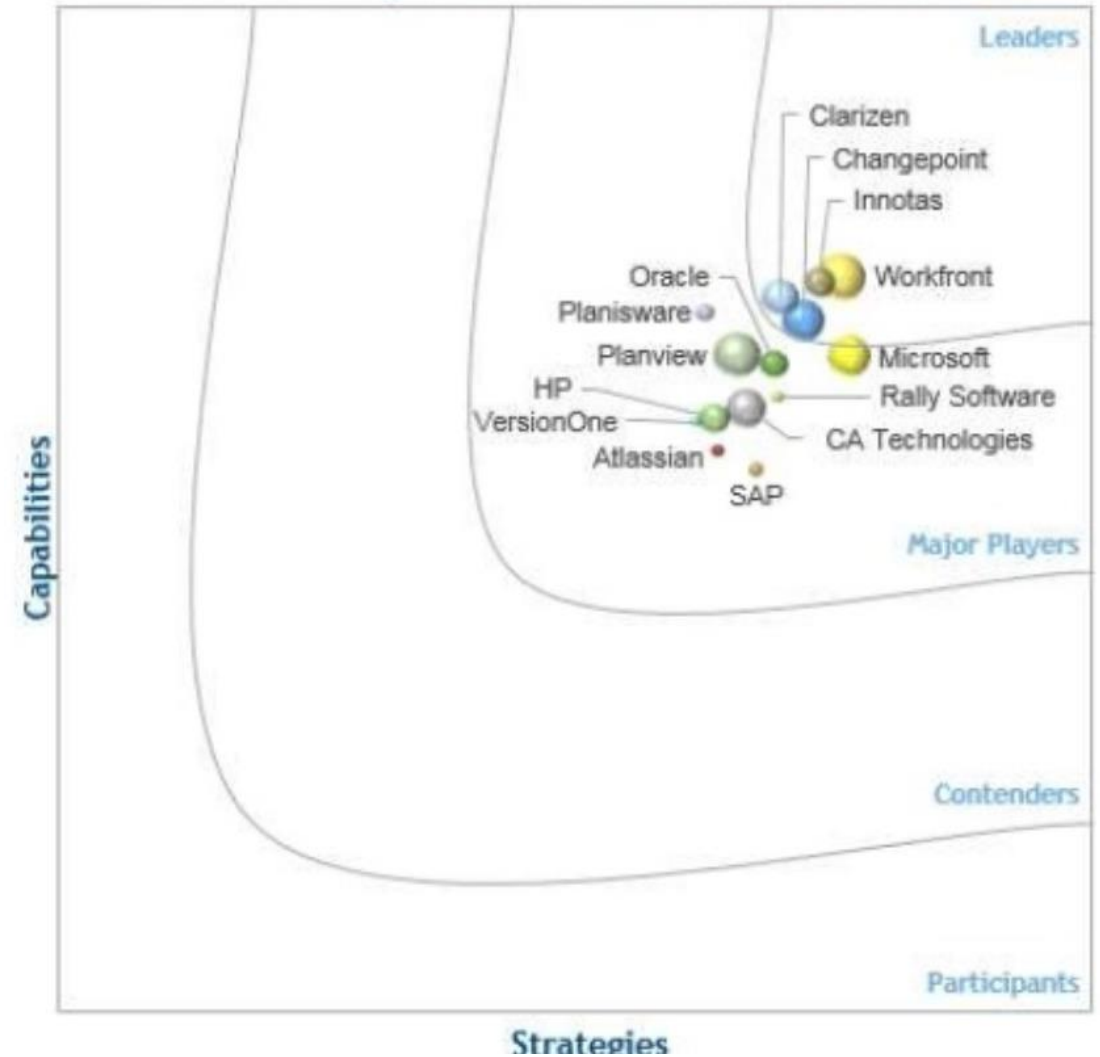 Leaders
Clarizen
Changepoint
Innotas
Oracle
Workfront
Planisware
Planview
Microsoft
HP
Rally Software
VersionOne
CA Technologies
Atlassian
SAP
Capabilities
Major Players
Contenders
Participants
Strategies